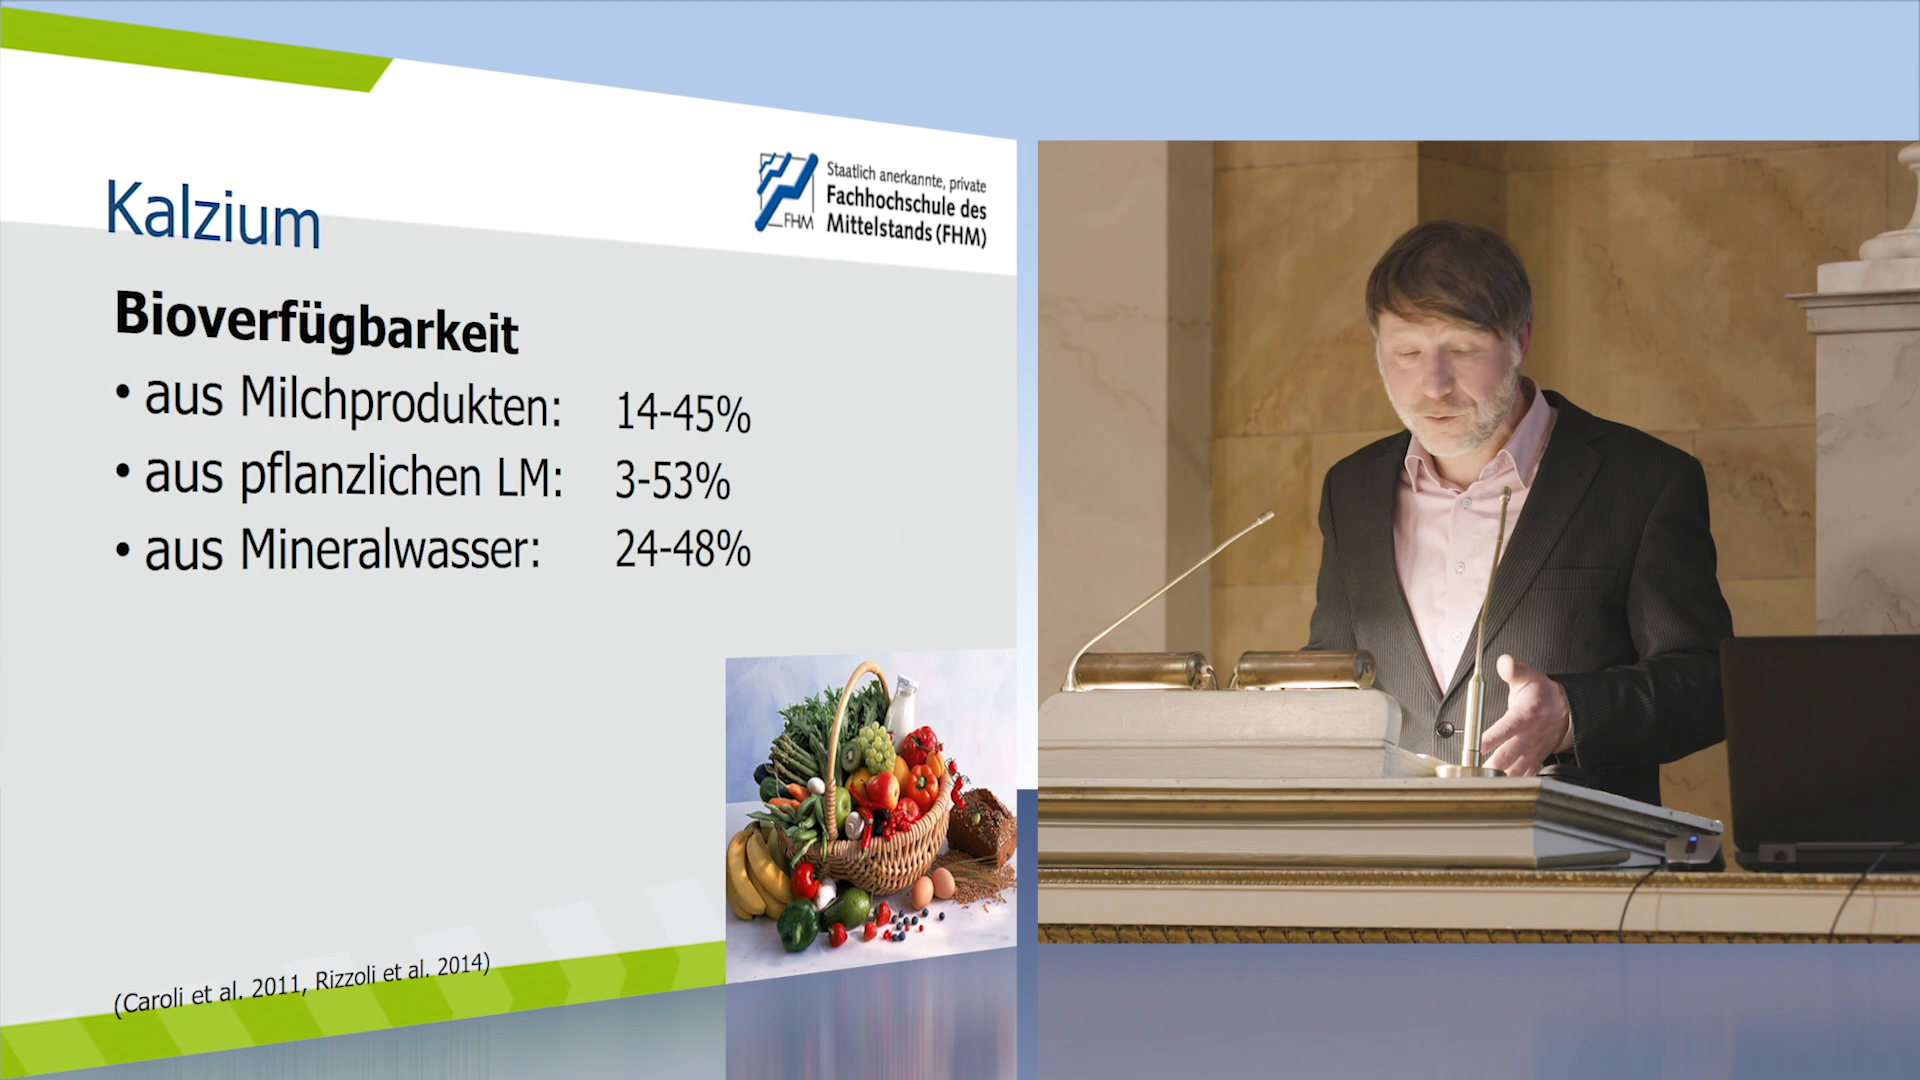 Staatlich anerkannte, private
Fachhochschule des
Mittelstands (FHM)
FHM
Kalzium
Bioverfügbarkeit
• aus Milchprodukten: 14-45%
• aus pflanzlichen LM: 3-53%
• aus Mineralwasser: 24-48%
(Caroli et al. 2011, Rizzoli et al. 2014)